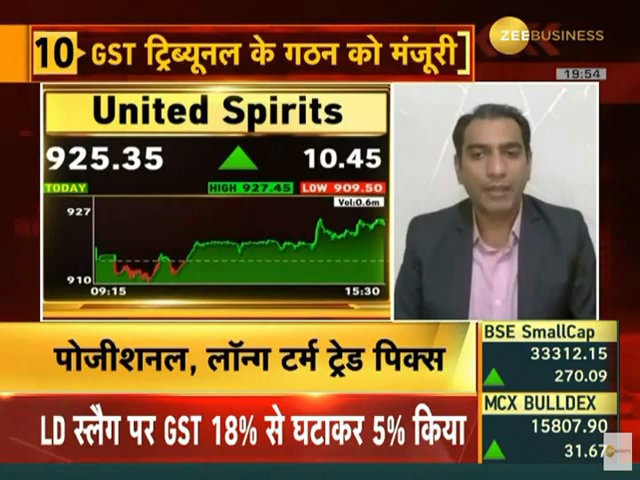 10 GST ट्रिब्यूनल के गठन को मंजूरी
ZEEBUSINESS
19:54
United Spirits
925.35 10.45
TODAY HIGH 927.45 LOW 909.50
Vol:0.6m
927
910
09:15 15:30
पोजीशनल, लॉन्ग टर्म ट्रेड पिक्स
BSE SmallCap
33312.15
270.09
LD स्लैग पर GST 18% से घटाकर 5% किया
MCX BULLDEX
15807.90
31.67